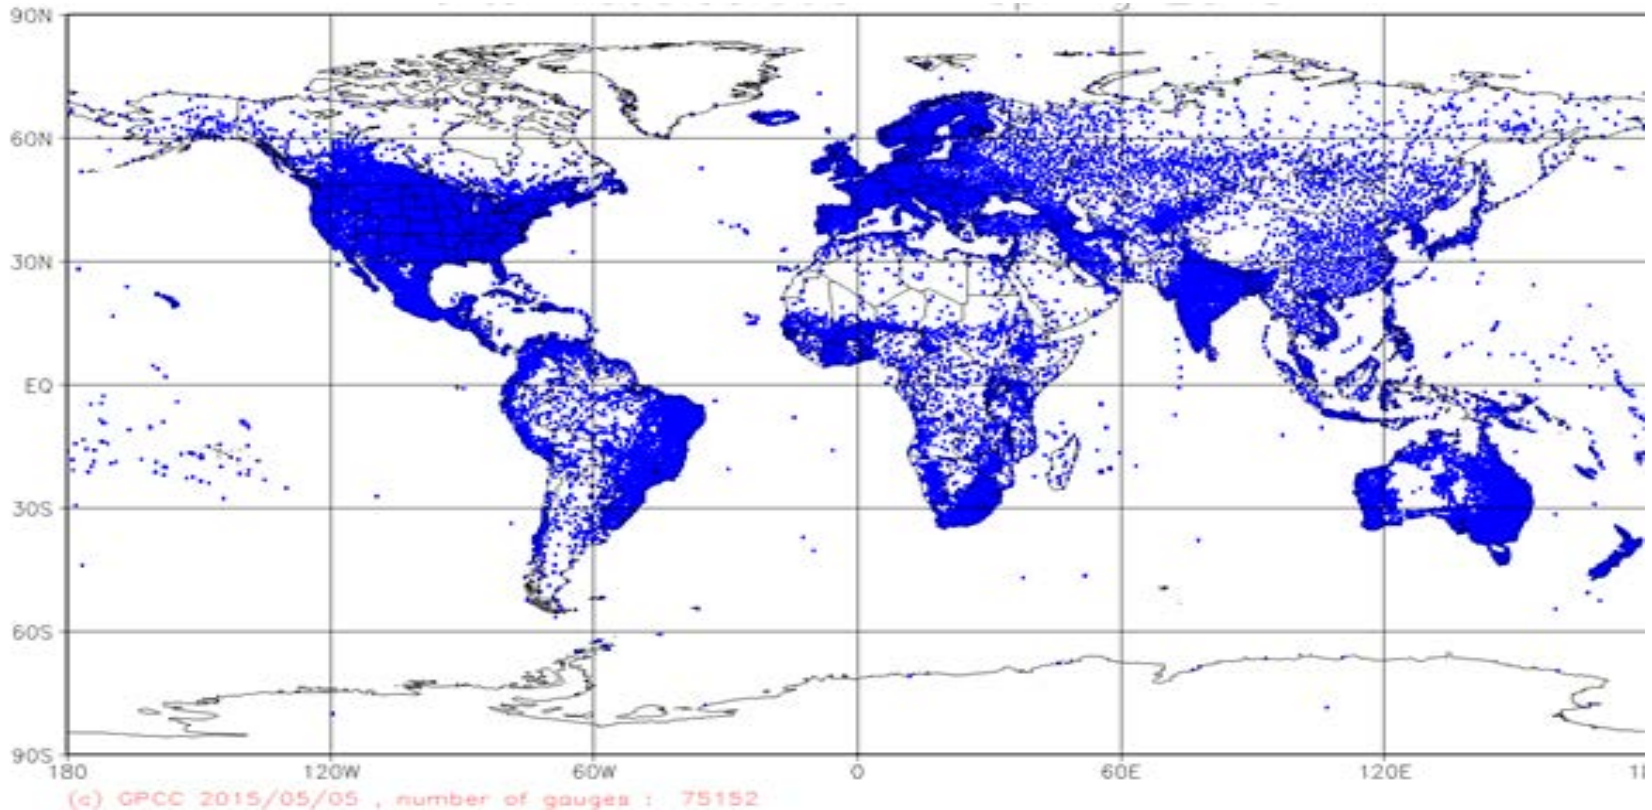 90N
60N
30N
EQ
30S
60S
90S
180 120W 60W 0 60E 120E
(c) GPCC 2015/05/05 , number of gauges : 75152